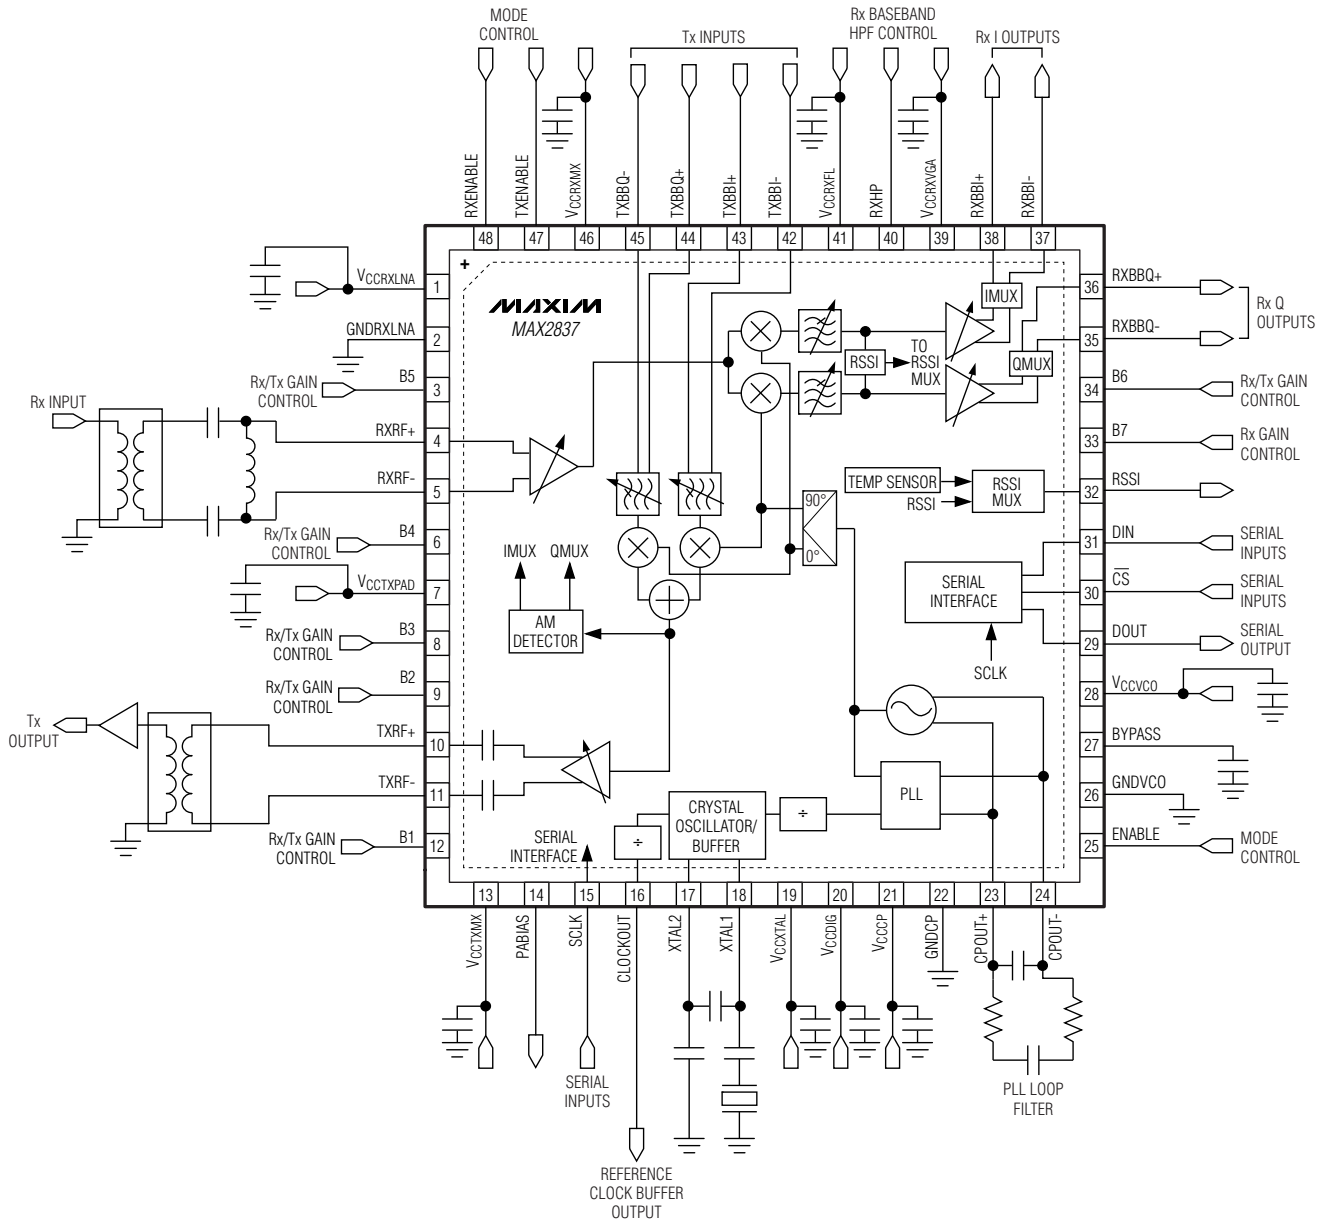 MODE
CONTROL
Tx INPUTS
Rx BASEBAND
HPF CONTROL
Rx I OUTPUTS
RXENABLE
TXENABLE
VCCRXMX
TXBBQ-
TXBBQ+
TXBBI+
TXBBI-
VCCRXFL
RXHP
VCCRXVGA
RXBBI+
RXBBI-
48
47
46
45
44
43
42
41
40
39
38
37
+
MAXIM
MAX2837
VCCRXLNA
1
GNDRXLNA
2
Rx/Tx GAIN
CONTROL
B5
3
Rx INPUT
RXRF+
4
RXRF-
5
Rx/Tx GAIN
CONTROL
B4
6
VCCTXPAD
7
Rx/Tx GAIN
CONTROL
B3
8
Rx/Tx GAIN
CONTROL
B2
9
Tx
OUTPUT
TXRF+
10
TXRF-
11
Rx/Tx GAIN
CONTROL
B1
12
IMUX
QMUX
RSSI
TO
RSSI
MUX
TEMP SENSOR
RSSI
RSSI
MUX
90°
0°
IMUX
QMUX
AM
DETECTOR
SERIAL
INTERFACE
SCLK
PLL
CRYSTAL
OSCILLATOR/
BUFFER
÷
÷
SERIAL
INTERFACE
36
RXBBQ+
35
RXBBQ-
Rx Q
OUTPUTS
34
B6
Rx/Tx GAIN
CONTROL
33
B7
Rx GAIN
CONTROL
32
RSSI
31
DIN
SERIAL
INPUTS
30
CS
SERIAL
INPUTS
29
DOUT
SERIAL
OUTPUT
28
VCCVCO
27
BYPASS
26
GNDVCO
25
ENABLE
MODE
CONTROL
13
14
15
16
17
18
19
20
21
22
23
24
VCCTXMX
PABIAS
SCLK
CLOCKOUT
XTAL2
XTAL1
VCCXTAL
VCCDIG
VCCCP
GNDCP
CPOUT+
CPOUT-
SERIAL
INPUTS
PLL LOOP
FILTER
REFERENCE
CLOCK BUFFER
OUTPUT